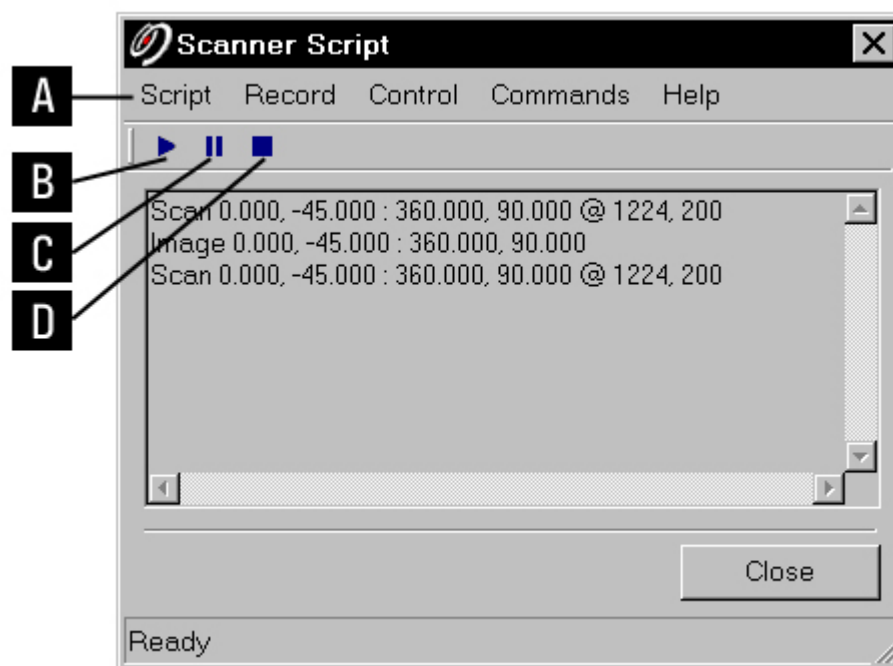 Scanner Script
A
Script Record Control Commands Help
B
C
D
Scan 0.000, -45.000 : 360.000, 90.000 @ 1224, 200
Image 0.000, -45.000 : 360.000, 90.000
Scan 0.000, -45.000 : 360.000, 90.000 @ 1224, 200
Close
Ready